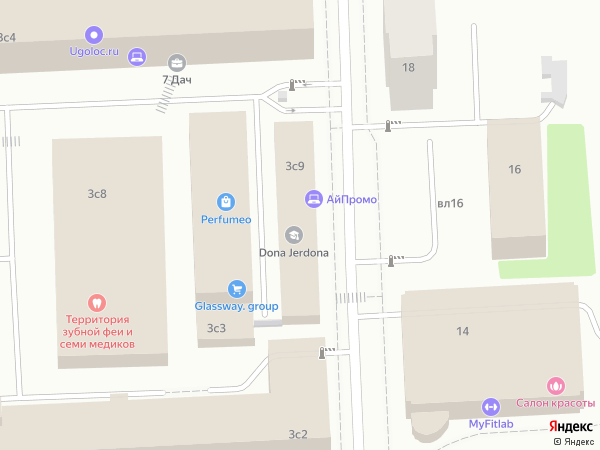 3с4
Ugoloc.ru
7 Дач
18
3с9
16
3с8
АйПромо
вл16
Perfumeo
Dona Jerdona
Glassway. group
Территория
зубной феи и
семи медиков
3с3
14
Салон красоты
MyFitlab
3с2
Яндекс
© Яндекс